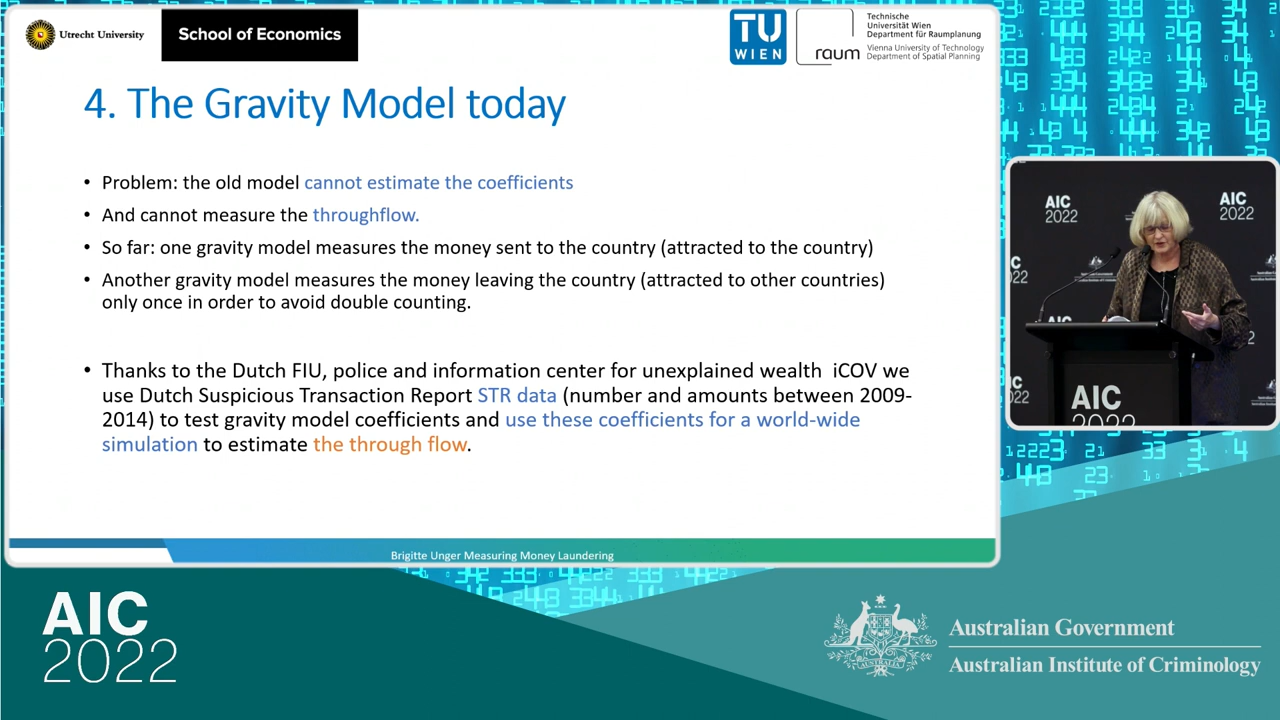 Utrecht University
School of Economics
TU
WIEN
raum
Technische
Universität Wien
Department für Raumplanung
Vienna University of Technology
Department of Spatial Planning
4. The Gravity Model today
• Problem: the old model cannot estimate the coefficients
• And cannot measure the throughflow.
• So far: one gravity model measures the money sent to the country (attracted to the country)
• Another gravity model measures the money leaving the country (attracted to other countries)
only once in order to avoid double counting.
• Thanks to the Dutch FIU, police and information center for unexplained wealth iCOV we
use Dutch Suspicious Transaction Report STR data (number and amounts between 2009-
2014) to test gravity model coefficients and use these coefficients for a world-wide
simulation to estimate the through flow.
Brigitte Unger Measuring Money Laundering
AIC
2022
AIC
2022
AIC
2022
AIC
2022
Australian Government
Australian Institute of Criminology